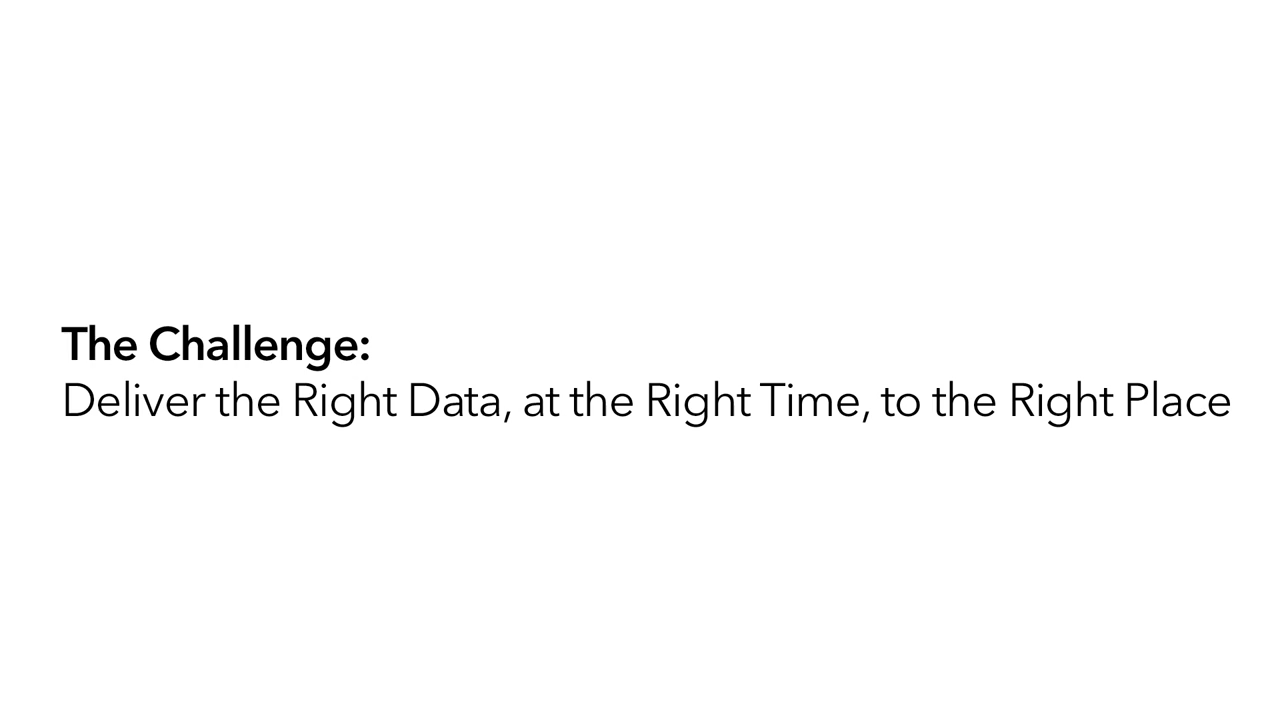 The Challenge:
Deliver the Right Data, at the Right Time, to the Right Place